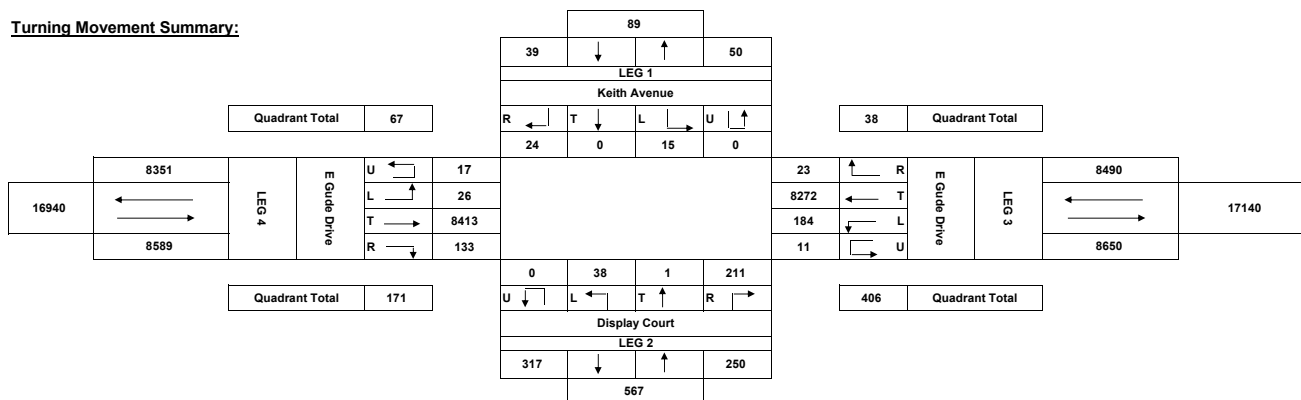 Turning Movement Summary:
89
39 50
LEG 1
Keith Avenue
Quadrant Total 67
R T L U
38 Quadrant Total
24 0 15 0
8351 U 17
23 R 8490
16940 LEG 4 E Gude Drive L 26
8272 T E Gude Drive LEG 3 17140
T 8413
184 L
8589 R 133
11 U 8650
0 38 1 211
Quadrant Total 171
U L T R
406 Quadrant Total
Display Court
LEG 2
317 250
567